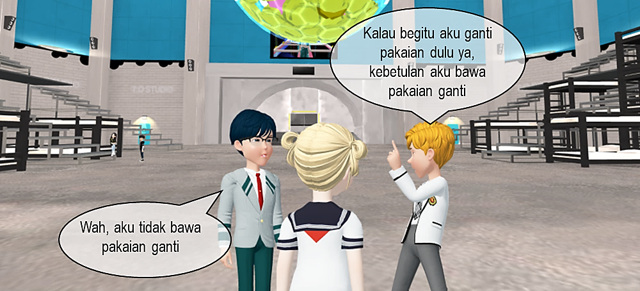 Kalau begitu aku ganti
pakaian dulu ya,
kebetulan aku bawa
pakaian ganti
Wah, aku tidak bawa
pakaian ganti